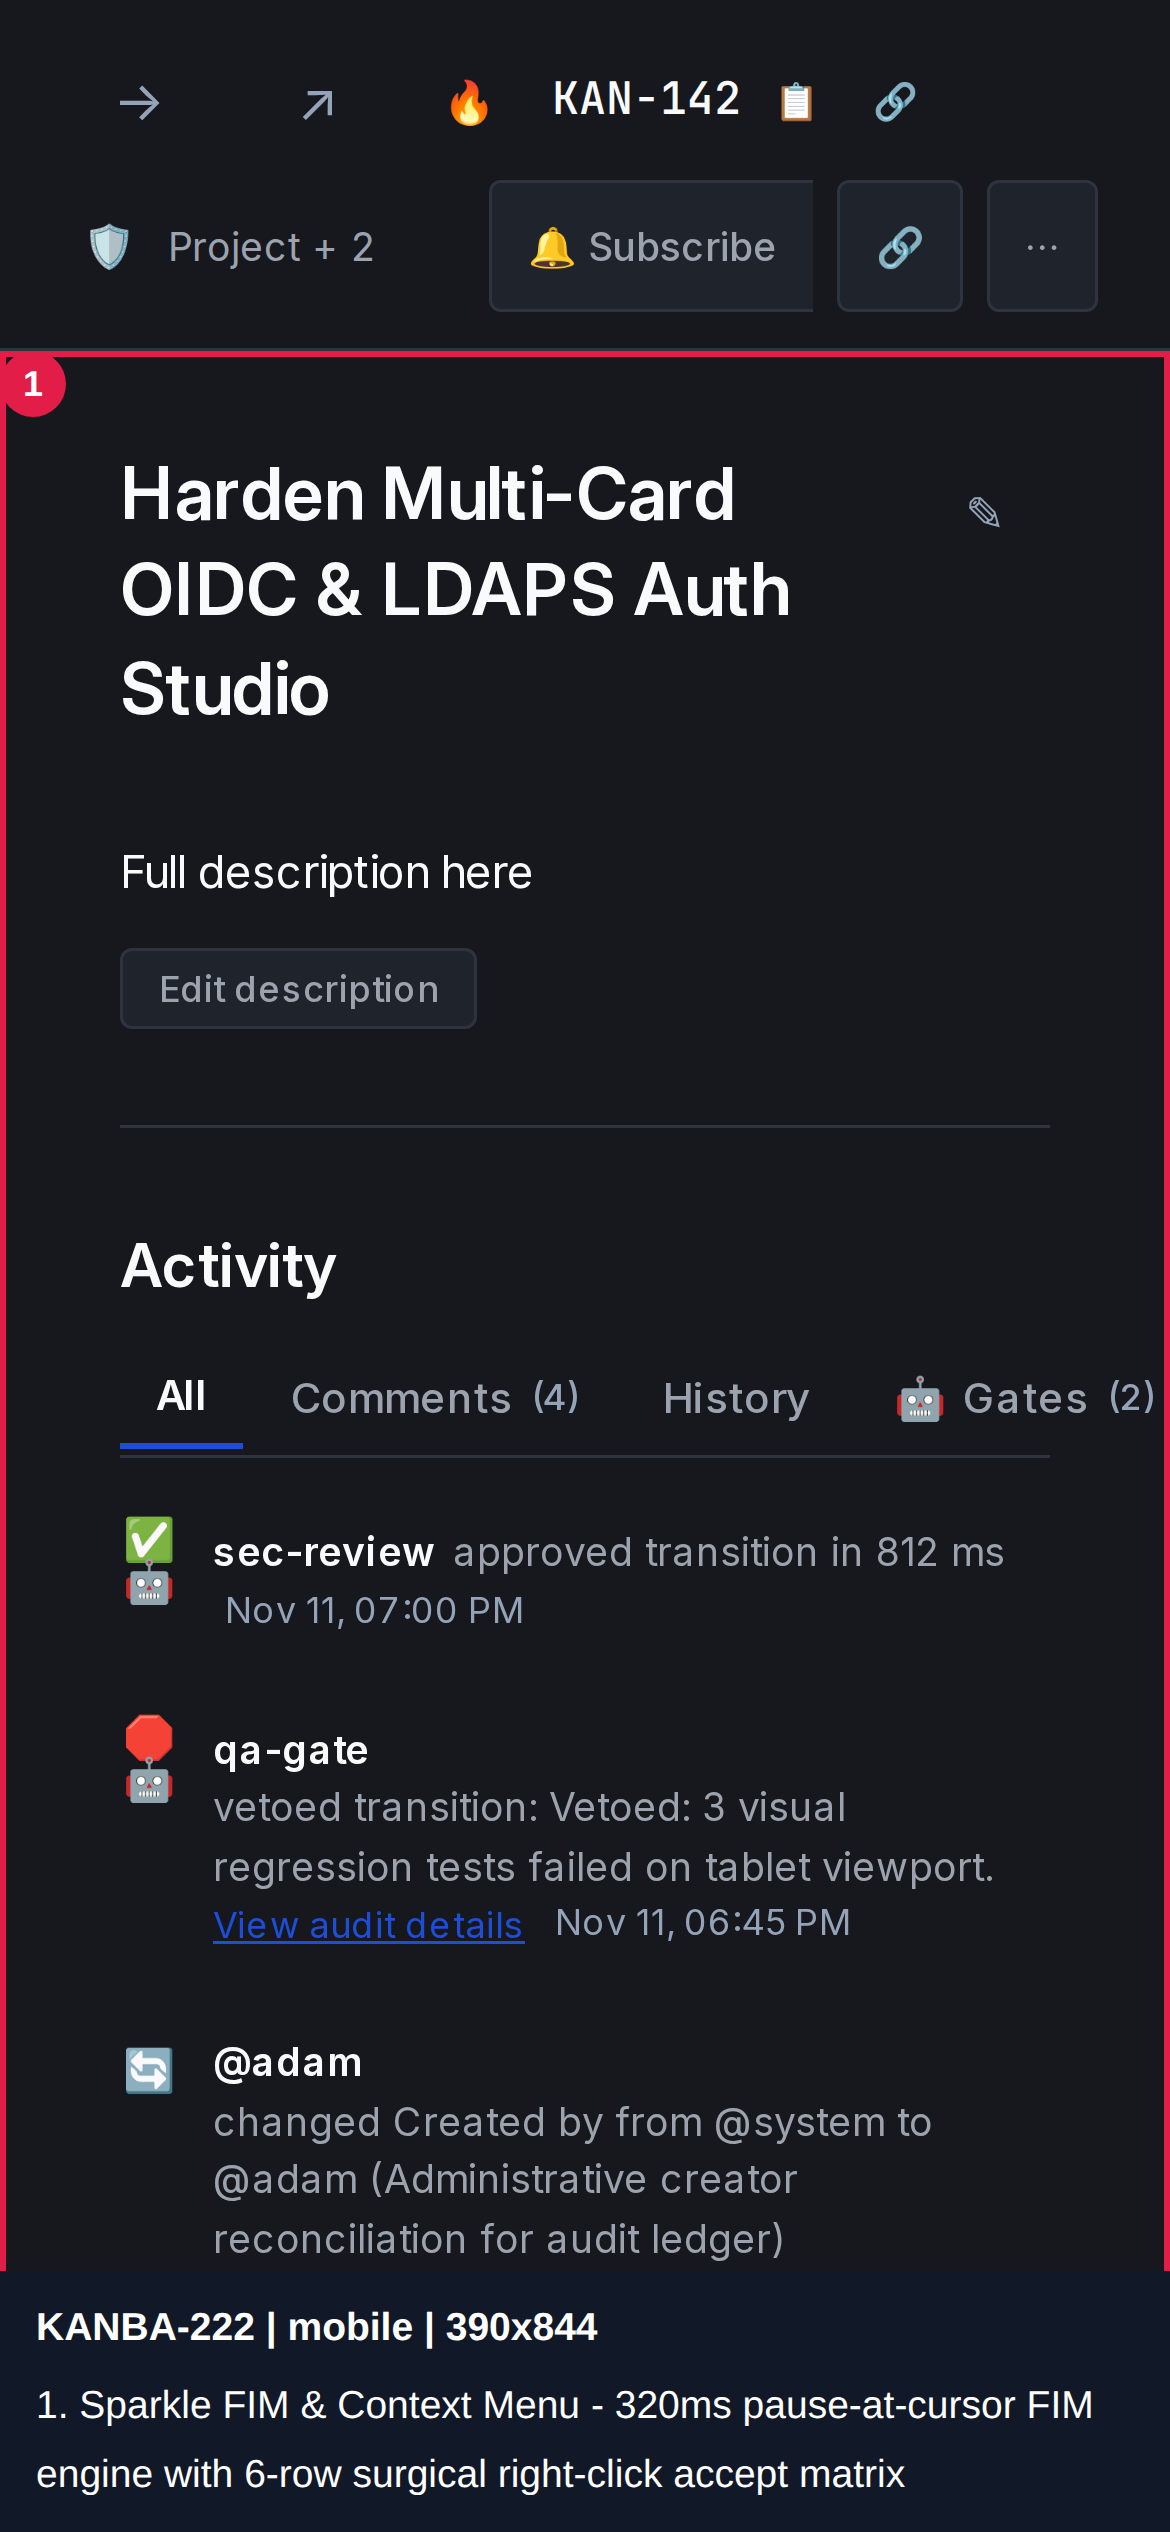 → ↗ 🔥 KAN-142 📋 🔗
🛡️ Project + 2 🔔 Subscribe 🔗 ...
1
Harden Multi-Card
OIDC & LDAPS Auth
Studio
✎
Full description here
Edit description
Activity
All Comments (4) History 🤖 Gates (2)
✅🤖 sec-review approved transition in 812 ms
Nov 11, 07:00 PM
🛑🤖 qa-gate
vetoed transition: Vetoed: 3 visual
regression tests failed on tablet viewport.
View audit details Nov 11, 06:45 PM
🔄 @adam
changed Created by from @system to
@adam (Administrative creator
reconciliation for audit ledger)
KANBA-222 | mobile | 390x844
1. Sparkle FIM & Context Menu - 320ms pause-at-cursor FIM
engine with 6-row surgical right-click accept matrix